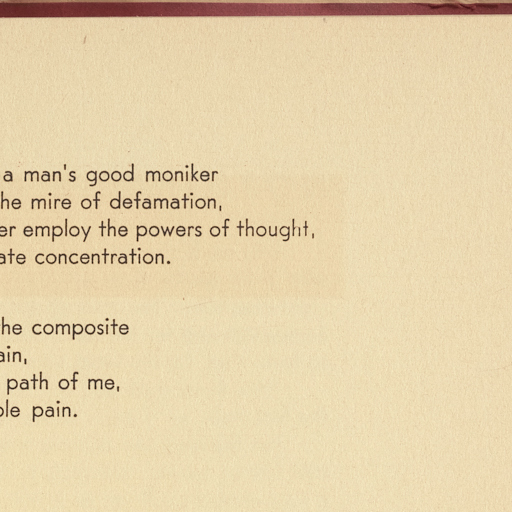 a man's good moniker
he mire of defamation,
er employ the powers of thought,
ate concentration.
he composite
ain,
path of me,
ble pain.